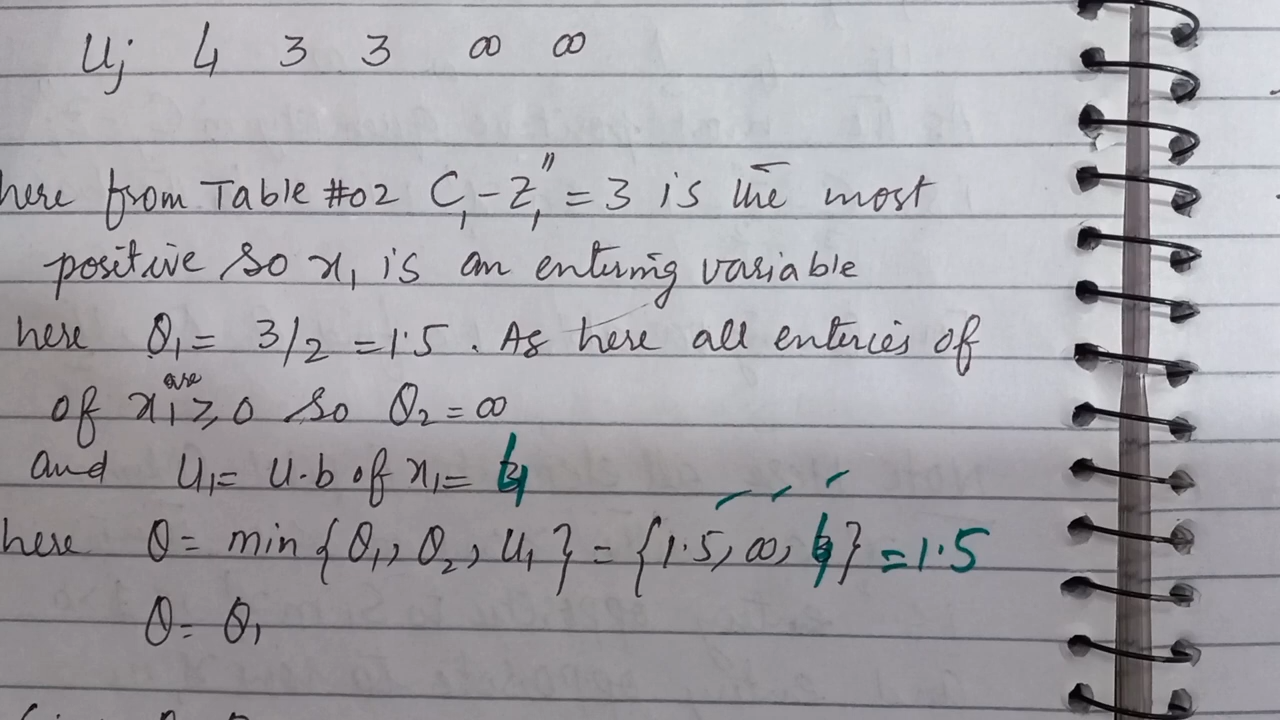 Uj 4 3 3 ∞ ∞
here from Table #02 C₁-Z₁" = 3 is the most
positive so x₁ is an entering variable
here θ₁ = 3/2 = 1.5 . As here all enteries of
of x₁ are ≥ 0 so θ₂ = ∞
and U₁ = U.b of x₁ = 4
here θ = min {θ₁, θ₂, U₁} = {1.5, ∞, 4} = 1.5
θ = θ₁